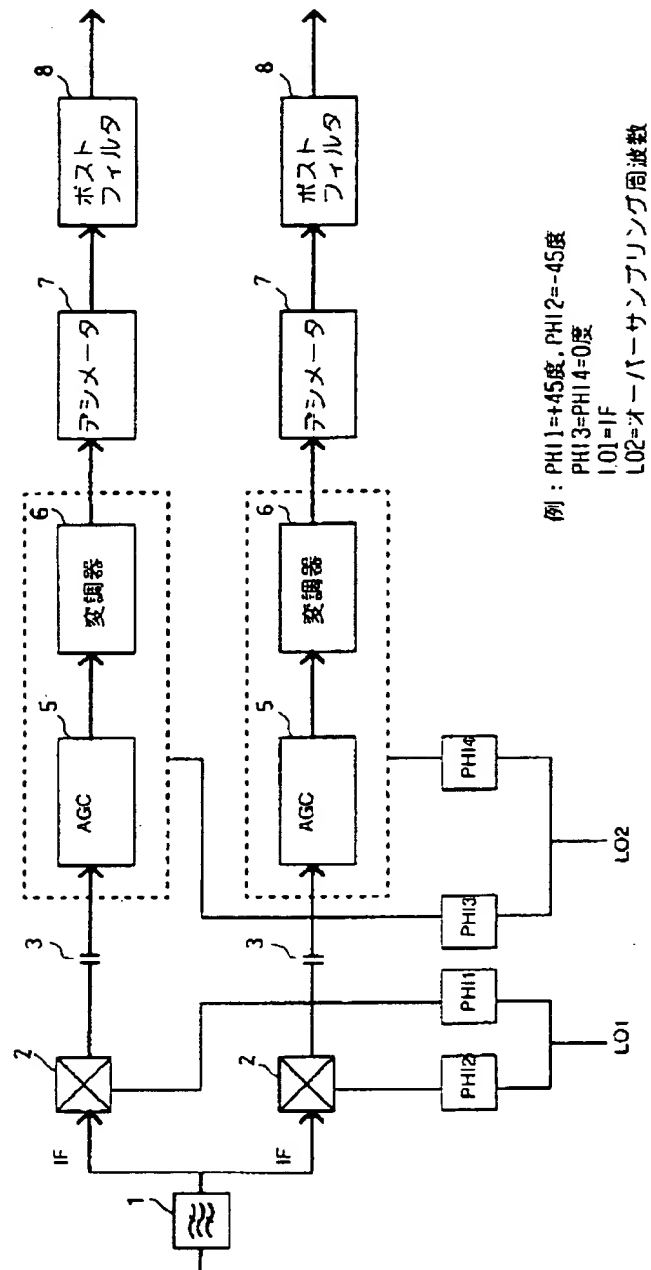 8
ポスト
フィルタ
7
デシメータ
6
変調器
5
AGC
3
2
IF
1
8
ポスト
フィルタ
7
デシメータ
6
変調器
5
AGC
3
2
IF
PHI4
PHI3
PHI1
PHI2
LO2
LO1
例：PHI1=+45度, PHI2=-45度
PHI3=PHI4=0度
LO1=IF
LO2=オーバーサンプリング周波数